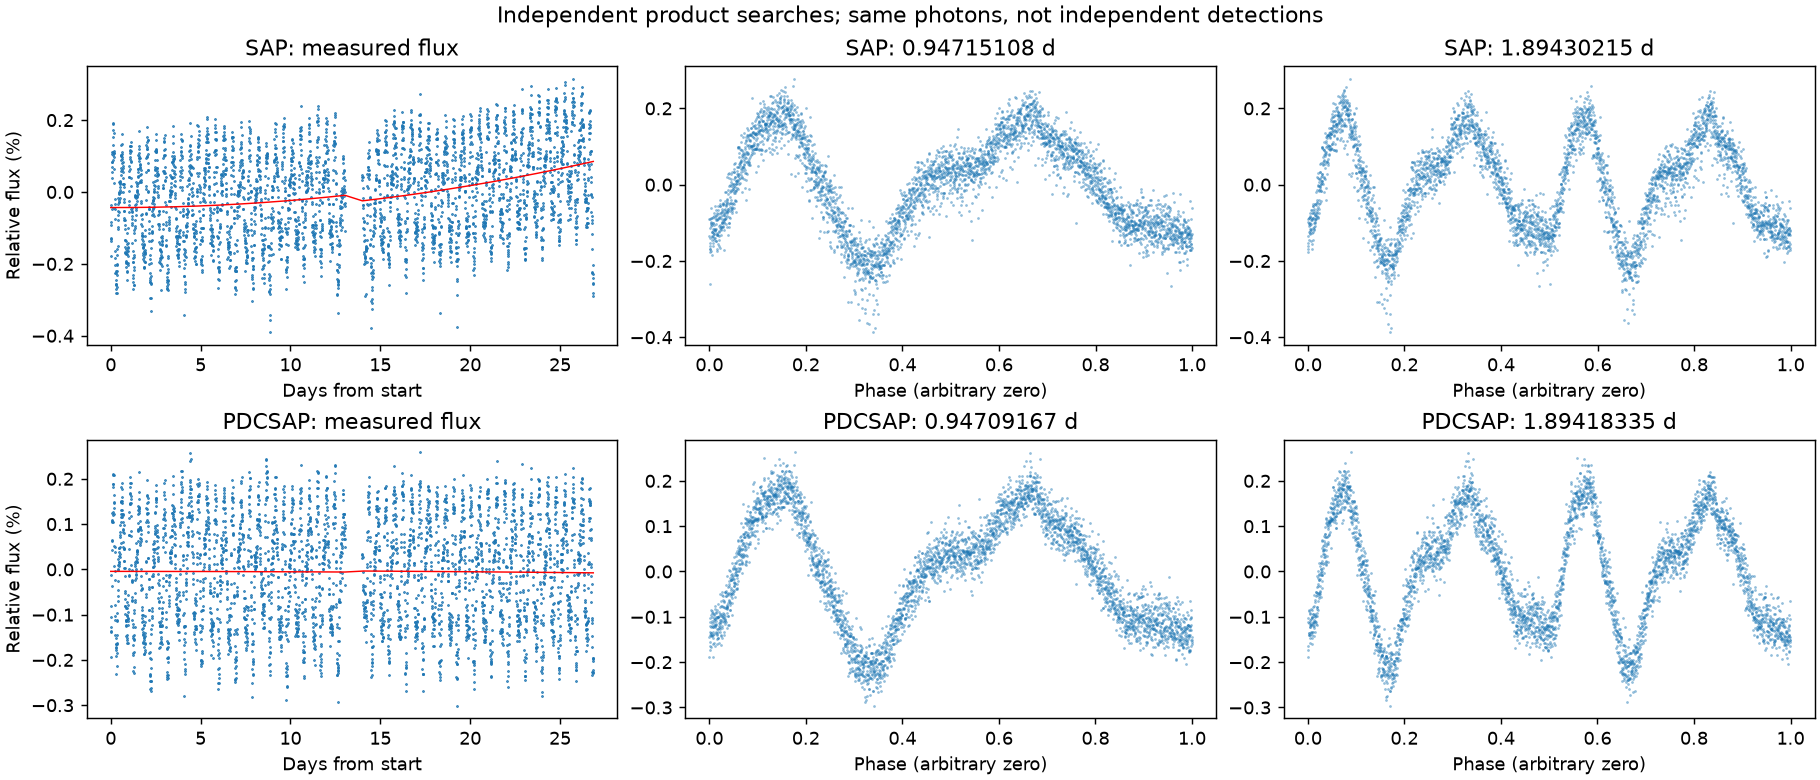 Independent product searches; same photons, not independent detections
SAP: measured flux
SAP: 0.94715108 d
SAP: 1.89430215 d
Relative flux (%)
0.2
0.0
−0.2
−0.4
0 5 10 15 20 25
Days from start
0.2
0.0
−0.2
−0.4
0.0 0.2 0.4 0.6 0.8 1.0
Phase (arbitrary zero)
0.2
0.0
−0.2
−0.4
0.0 0.2 0.4 0.6 0.8 1.0
Phase (arbitrary zero)
PDCSAP: measured flux
PDCSAP: 0.94709167 d
PDCSAP: 1.89418335 d
Relative flux (%)
0.2
0.1
0.0
−0.1
−0.2
−0.3
0 5 10 15 20 25
Days from start
0.2
0.1
0.0
−0.1
−0.2
−0.3
0.0 0.2 0.4 0.6 0.8 1.0
Phase (arbitrary zero)
0.2
0.1
0.0
−0.1
−0.2
−0.3
0.0 0.2 0.4 0.6 0.8 1.0
Phase (arbitrary zero)